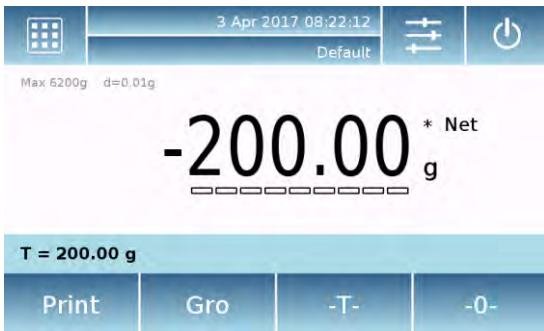 3 Apr 2017 08:22:12
Default
Max 6200g d=0.01g
-200.00 g * Net
T = 200.00 g
Print Gro -T- -0-